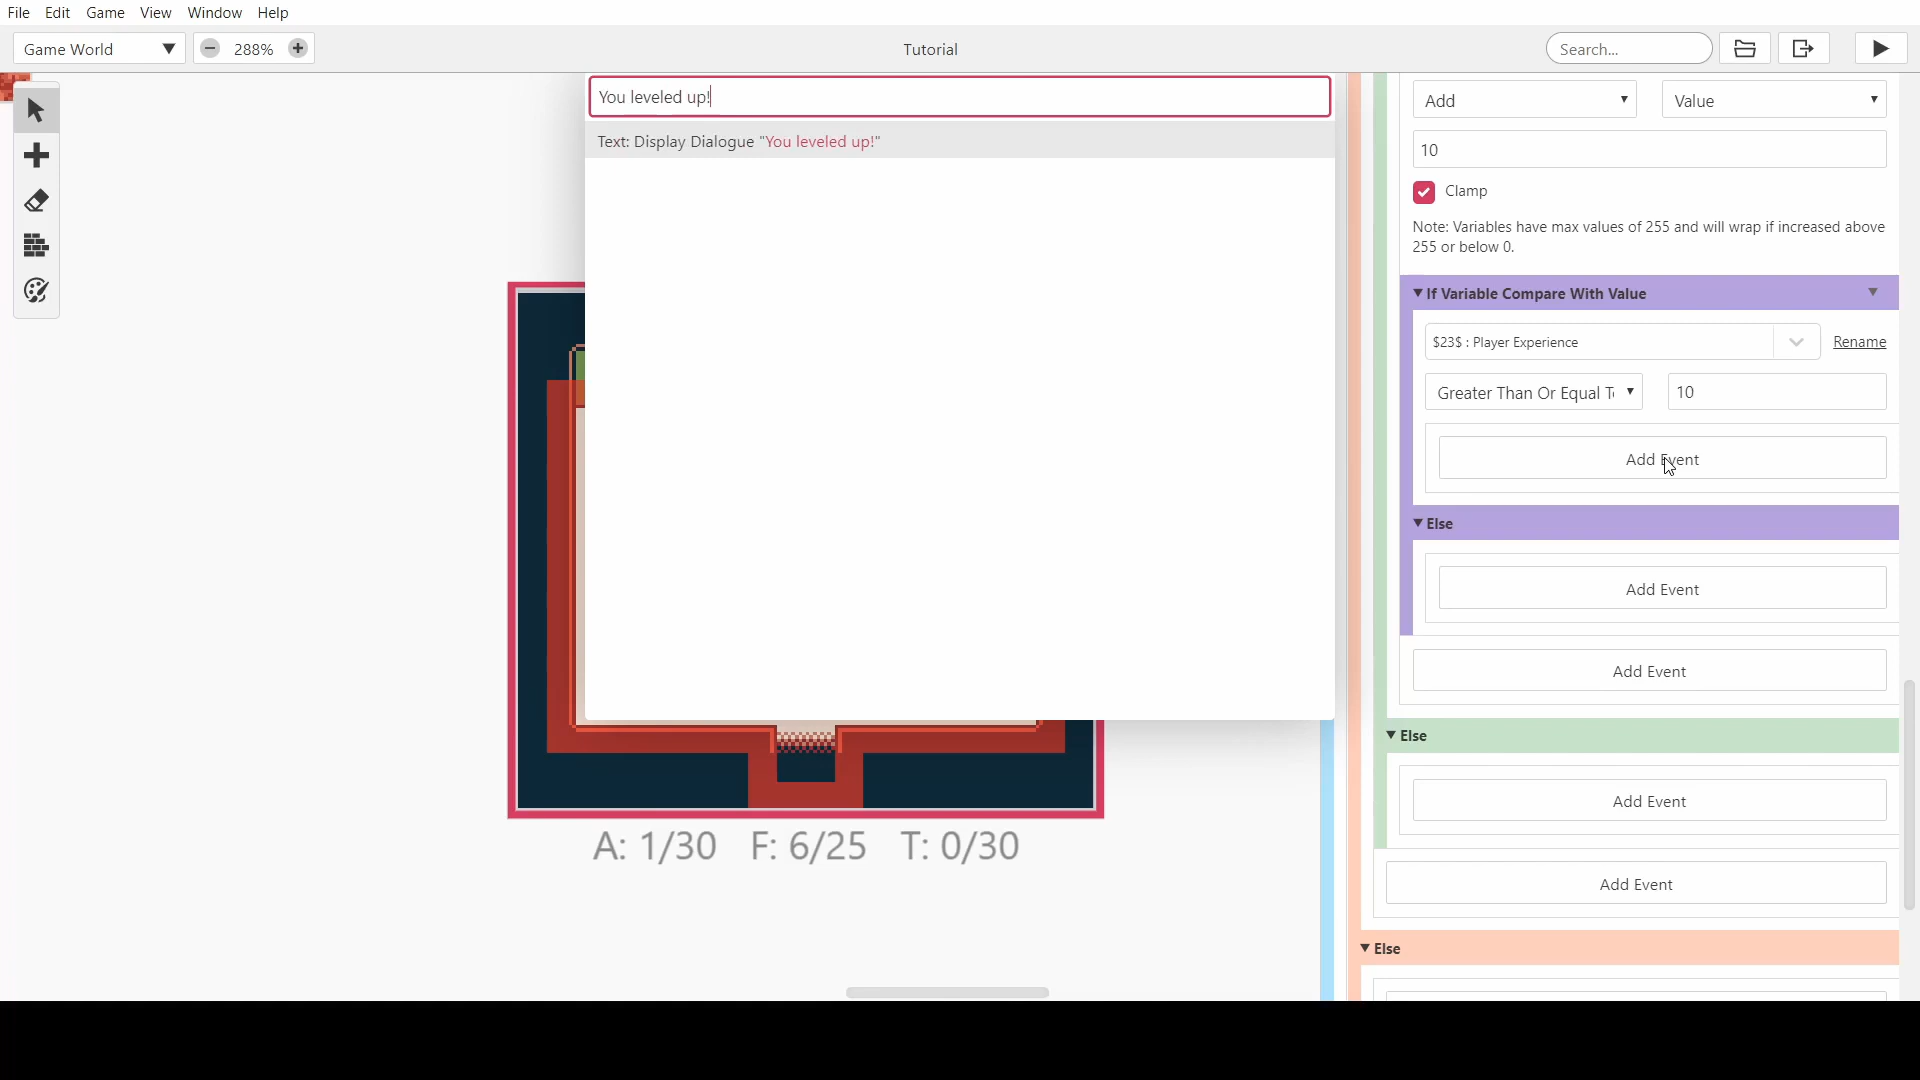 File Edit Game View Window Help
Game World 288% Tutorial Search...
You leveled up!
Text: Display Dialogue "You leveled up!"
Add Value
10
Clamp
Note: Variables have max values of 255 and will wrap if increased above
255 or below 0.
If Variable Compare With Value
$23$ : Player Experience Rename
Greater Than Or Equal T 10
Add Event
Else
Add Event
Add Event
Else
Add Event
Add Event
Else
A: 1/30 F: 6/25 T: 0/30